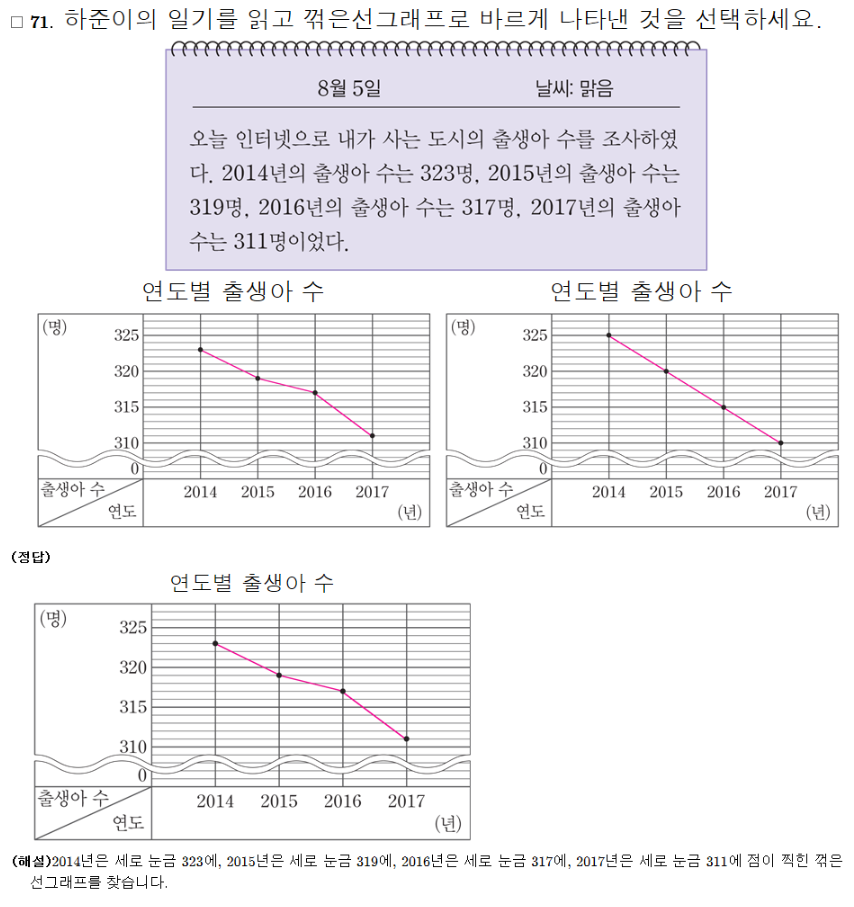 □ 71. 하준이의 일기를 읽고 꺾은선그래프로 바르게 나타낸 것을 선택하세요.
8월 5일 날씨: 맑음
오늘 인터넷으로 내가 사는 도시의 출생아 수를 조사하였
다. 2014년의 출생아 수는 323명, 2015년의 출생아 수는
319명, 2016년의 출생아 수는 317명, 2017년의 출생아
수는 311명이었다.
연도별 출생아 수
(명)
325
320
315
310
0
출생아 수
연도
2014 2015 2016 2017
(년)
연도별 출생아 수
(명)
325
320
315
310
0
출생아 수
연도
2014 2015 2016 2017
(년)
(정답)
연도별 출생아 수
(명)
325
320
315
310
0
출생아 수
연도
2014 2015 2016 2017
(년)
(해설)2014년은 세로 눈금 323에, 2015년은 세로 눈금 319에, 2016년은 세로 눈금 317에, 2017년은 세로 눈금 311에 점이 찍힌 꺾은
선그래프를 찾습니다.